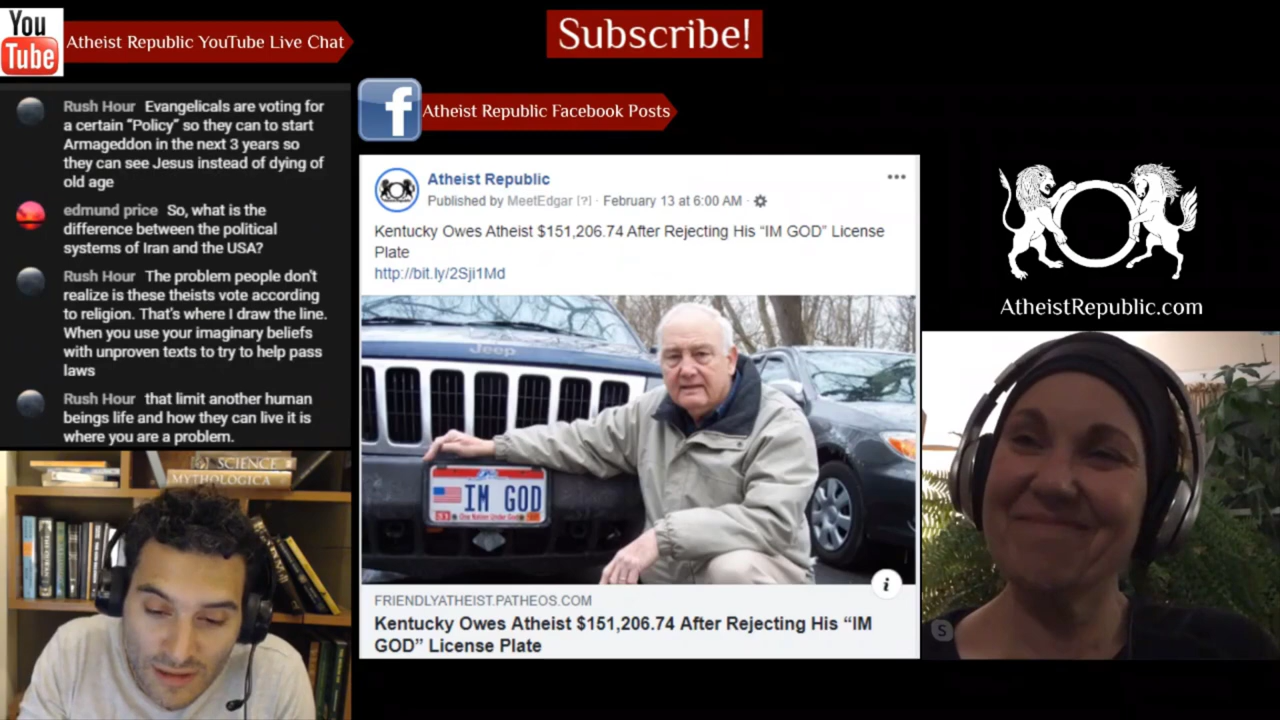 You
Tube
Atheist Republic YouTube Live Chat
Subscribe!
Rush Hour Evangelicals are voting for
a certain “Policy” so they can to start
Armageddon in the next 3 years so
they can see Jesus instead of dying of
old age
edmund price So, what is the
difference between the political
systems of Iran and the USA?
Rush Hour The problem people don't
realize is these theists vote according
to religion. That's where I draw the line.
When you use your imaginary beliefs
with unproven texts to try to help pass
laws
Rush Hour that limit another human
beings life and how they can live it is
where you are a problem.
SCIENCE
MYTHOLOGICA
f
Atheist Republic Facebook Posts
Atheist Republic
Published by MeetEdgar [?] · February 13 at 6:00 AM ·
Kentucky Owes Atheist $151,206.74 After Rejecting His “IM GOD” License
Plate
http://bit.ly/2Sji1Md
Jeep
IM GOD
One Nation Under God
i
FRIENDLYATHEIST.PATHEOS.COM
Kentucky Owes Atheist $151,206.74 After Rejecting His “IM
GOD” License Plate
AtheistRepublic.com
S